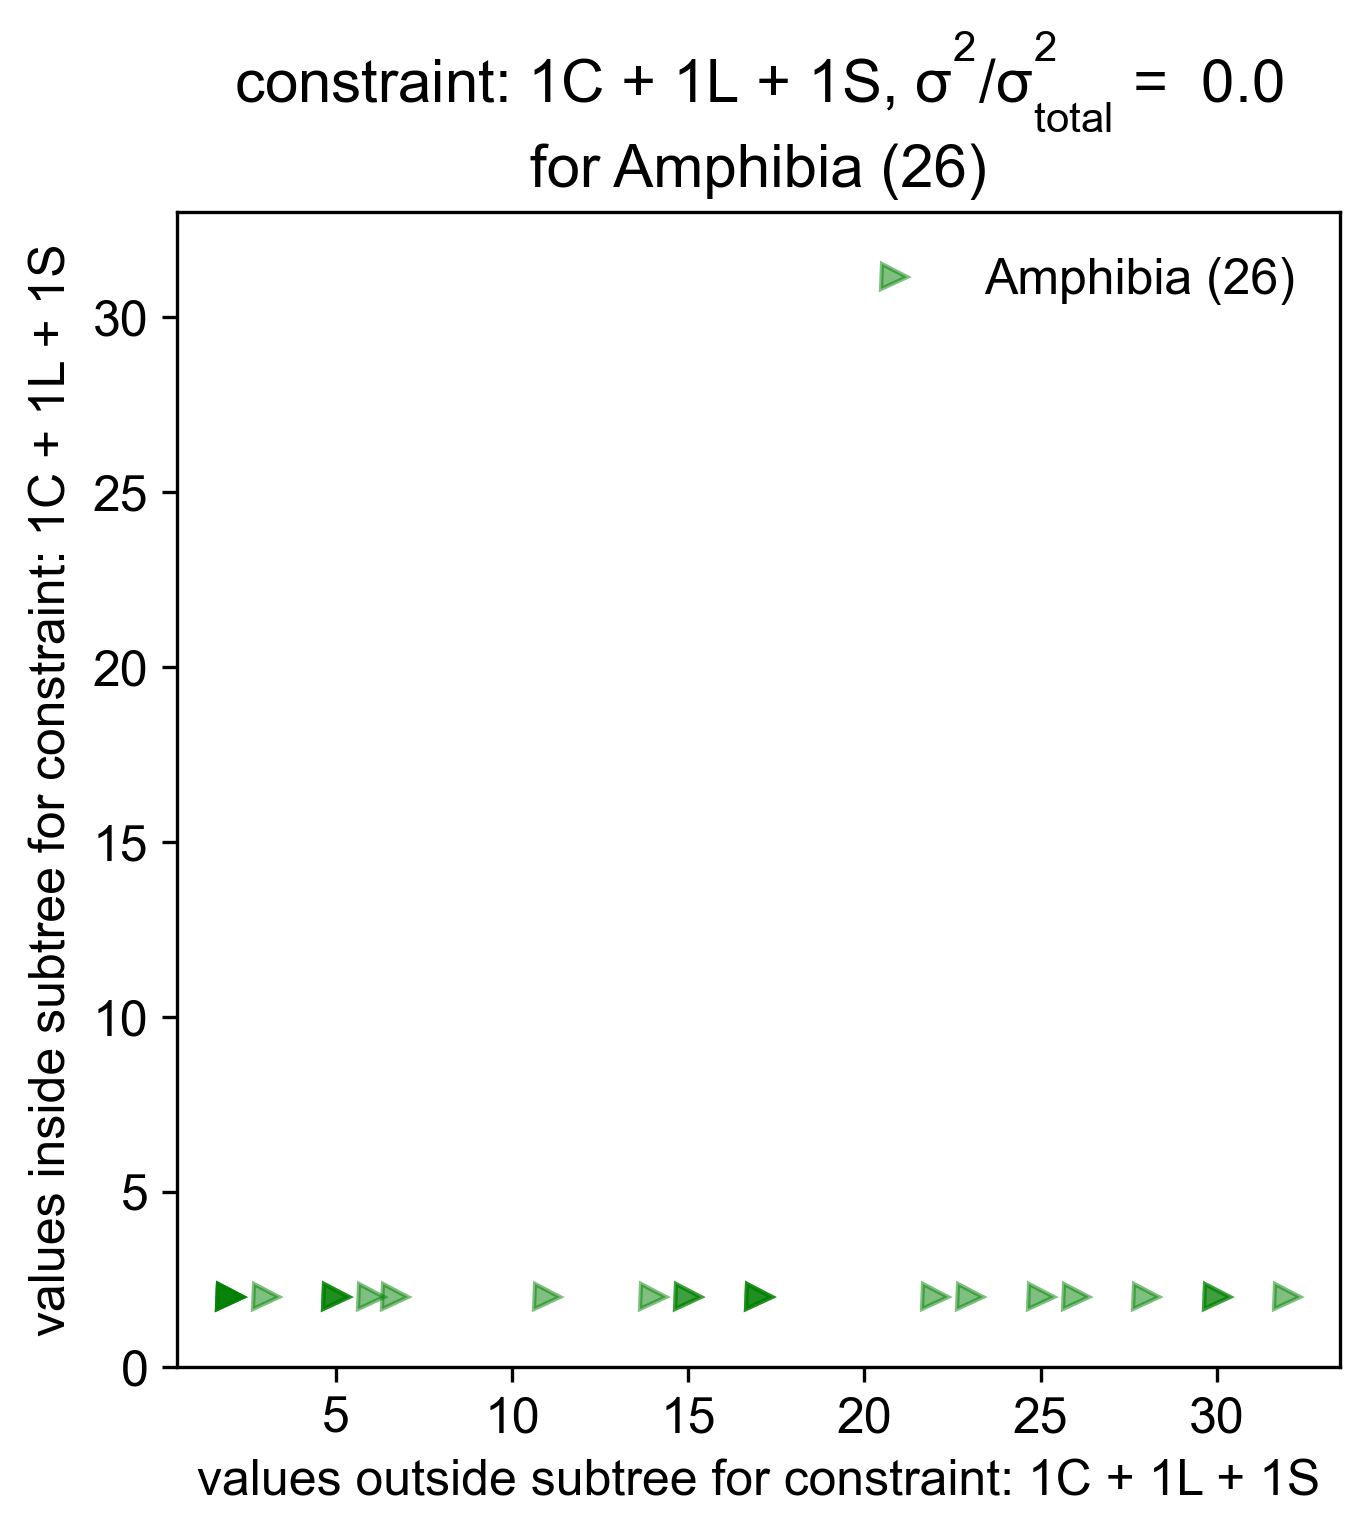 constraint: 1C + 1L + 1S, σ²/σ²total = 0.0
for Amphibia (26)
Amphibia (26)
values inside subtree for constraint: 1C + 1L + 1S
30
25
20
15
10
5
0
5 10 15 20 25 30
values outside subtree for constraint: 1C + 1L + 1S